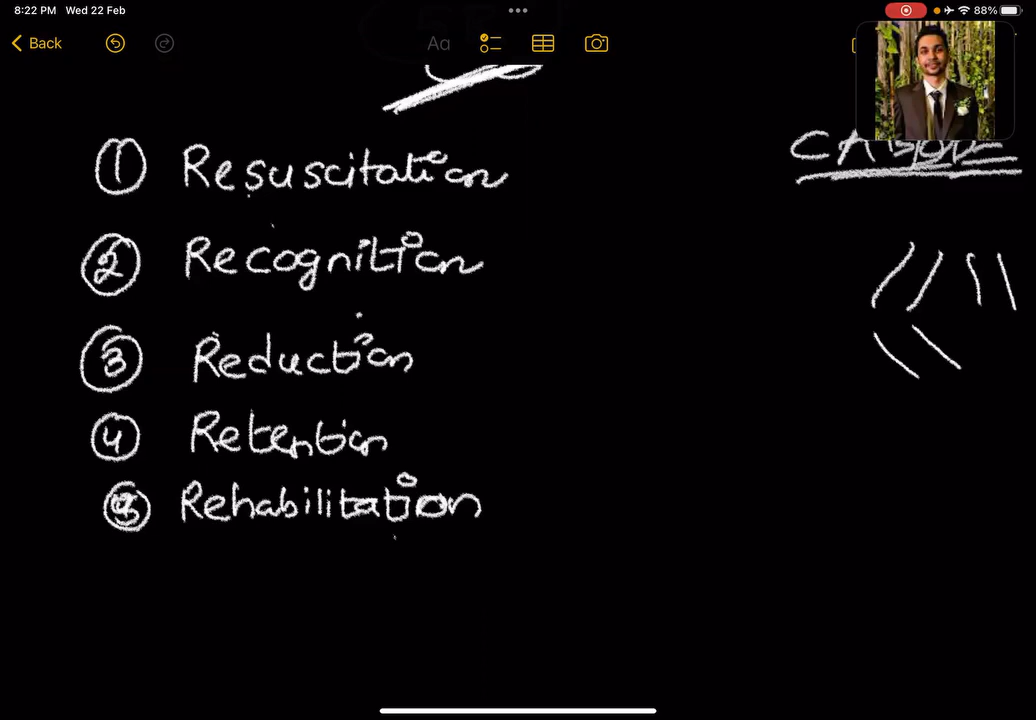 8:22 PM Wed 22 Feb
88%
Back
Aa
① Resuscitation
② Recognition
③ Reduction
④ Retention
⑤ Rehabilitation